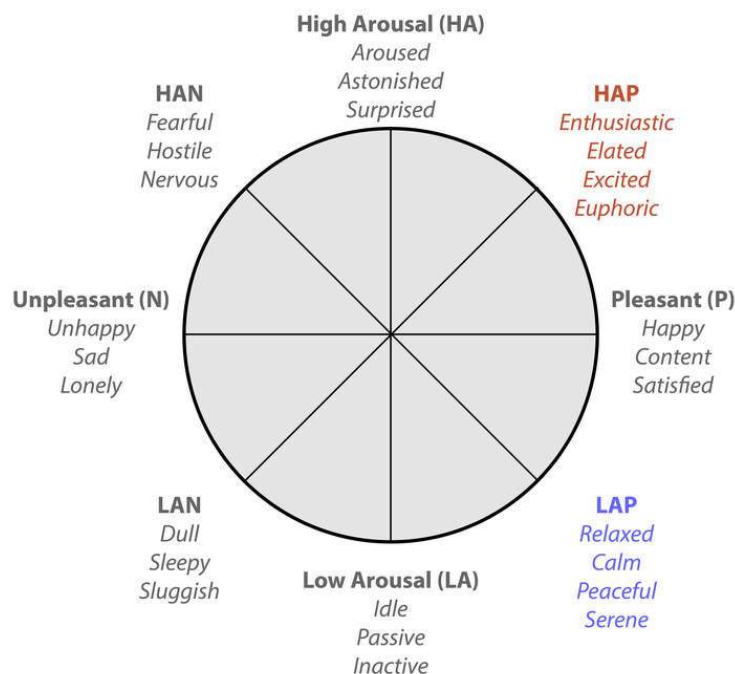 High Arousal (HA)
Aroused
Astonished
Surprised
HAN
Fearful
Hostile
Nervous
HAP
Enthusiastic
Elated
Excited
Euphoric
Unpleasant (N)
Unhappy
Sad
Lonely
Pleasant (P)
Happy
Content
Satisfied
LAN
Dull
Sleepy
Sluggish
Low Arousal (LA)
Idle
Passive
Inactive
LAP
Relaxed
Calm
Peaceful
Serene